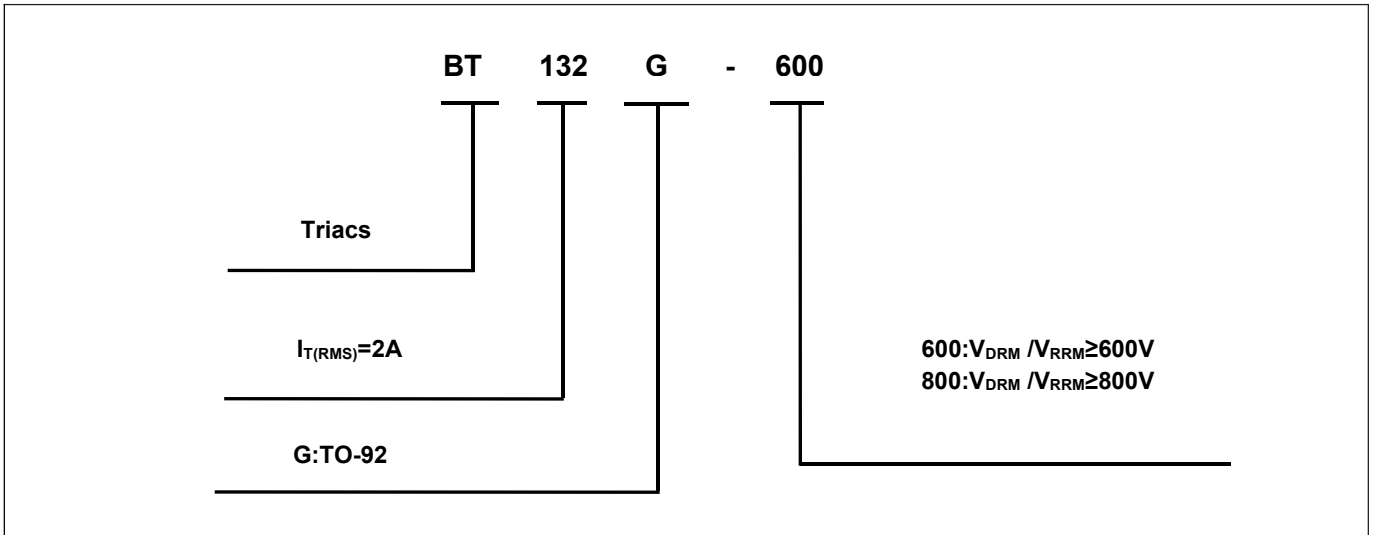 BT 132 G - 600
Triacs
IT(RMS)=2A
600:VDRM /VRRM≥600V
800:VDRM /VRRM≥800V
G:TO-92